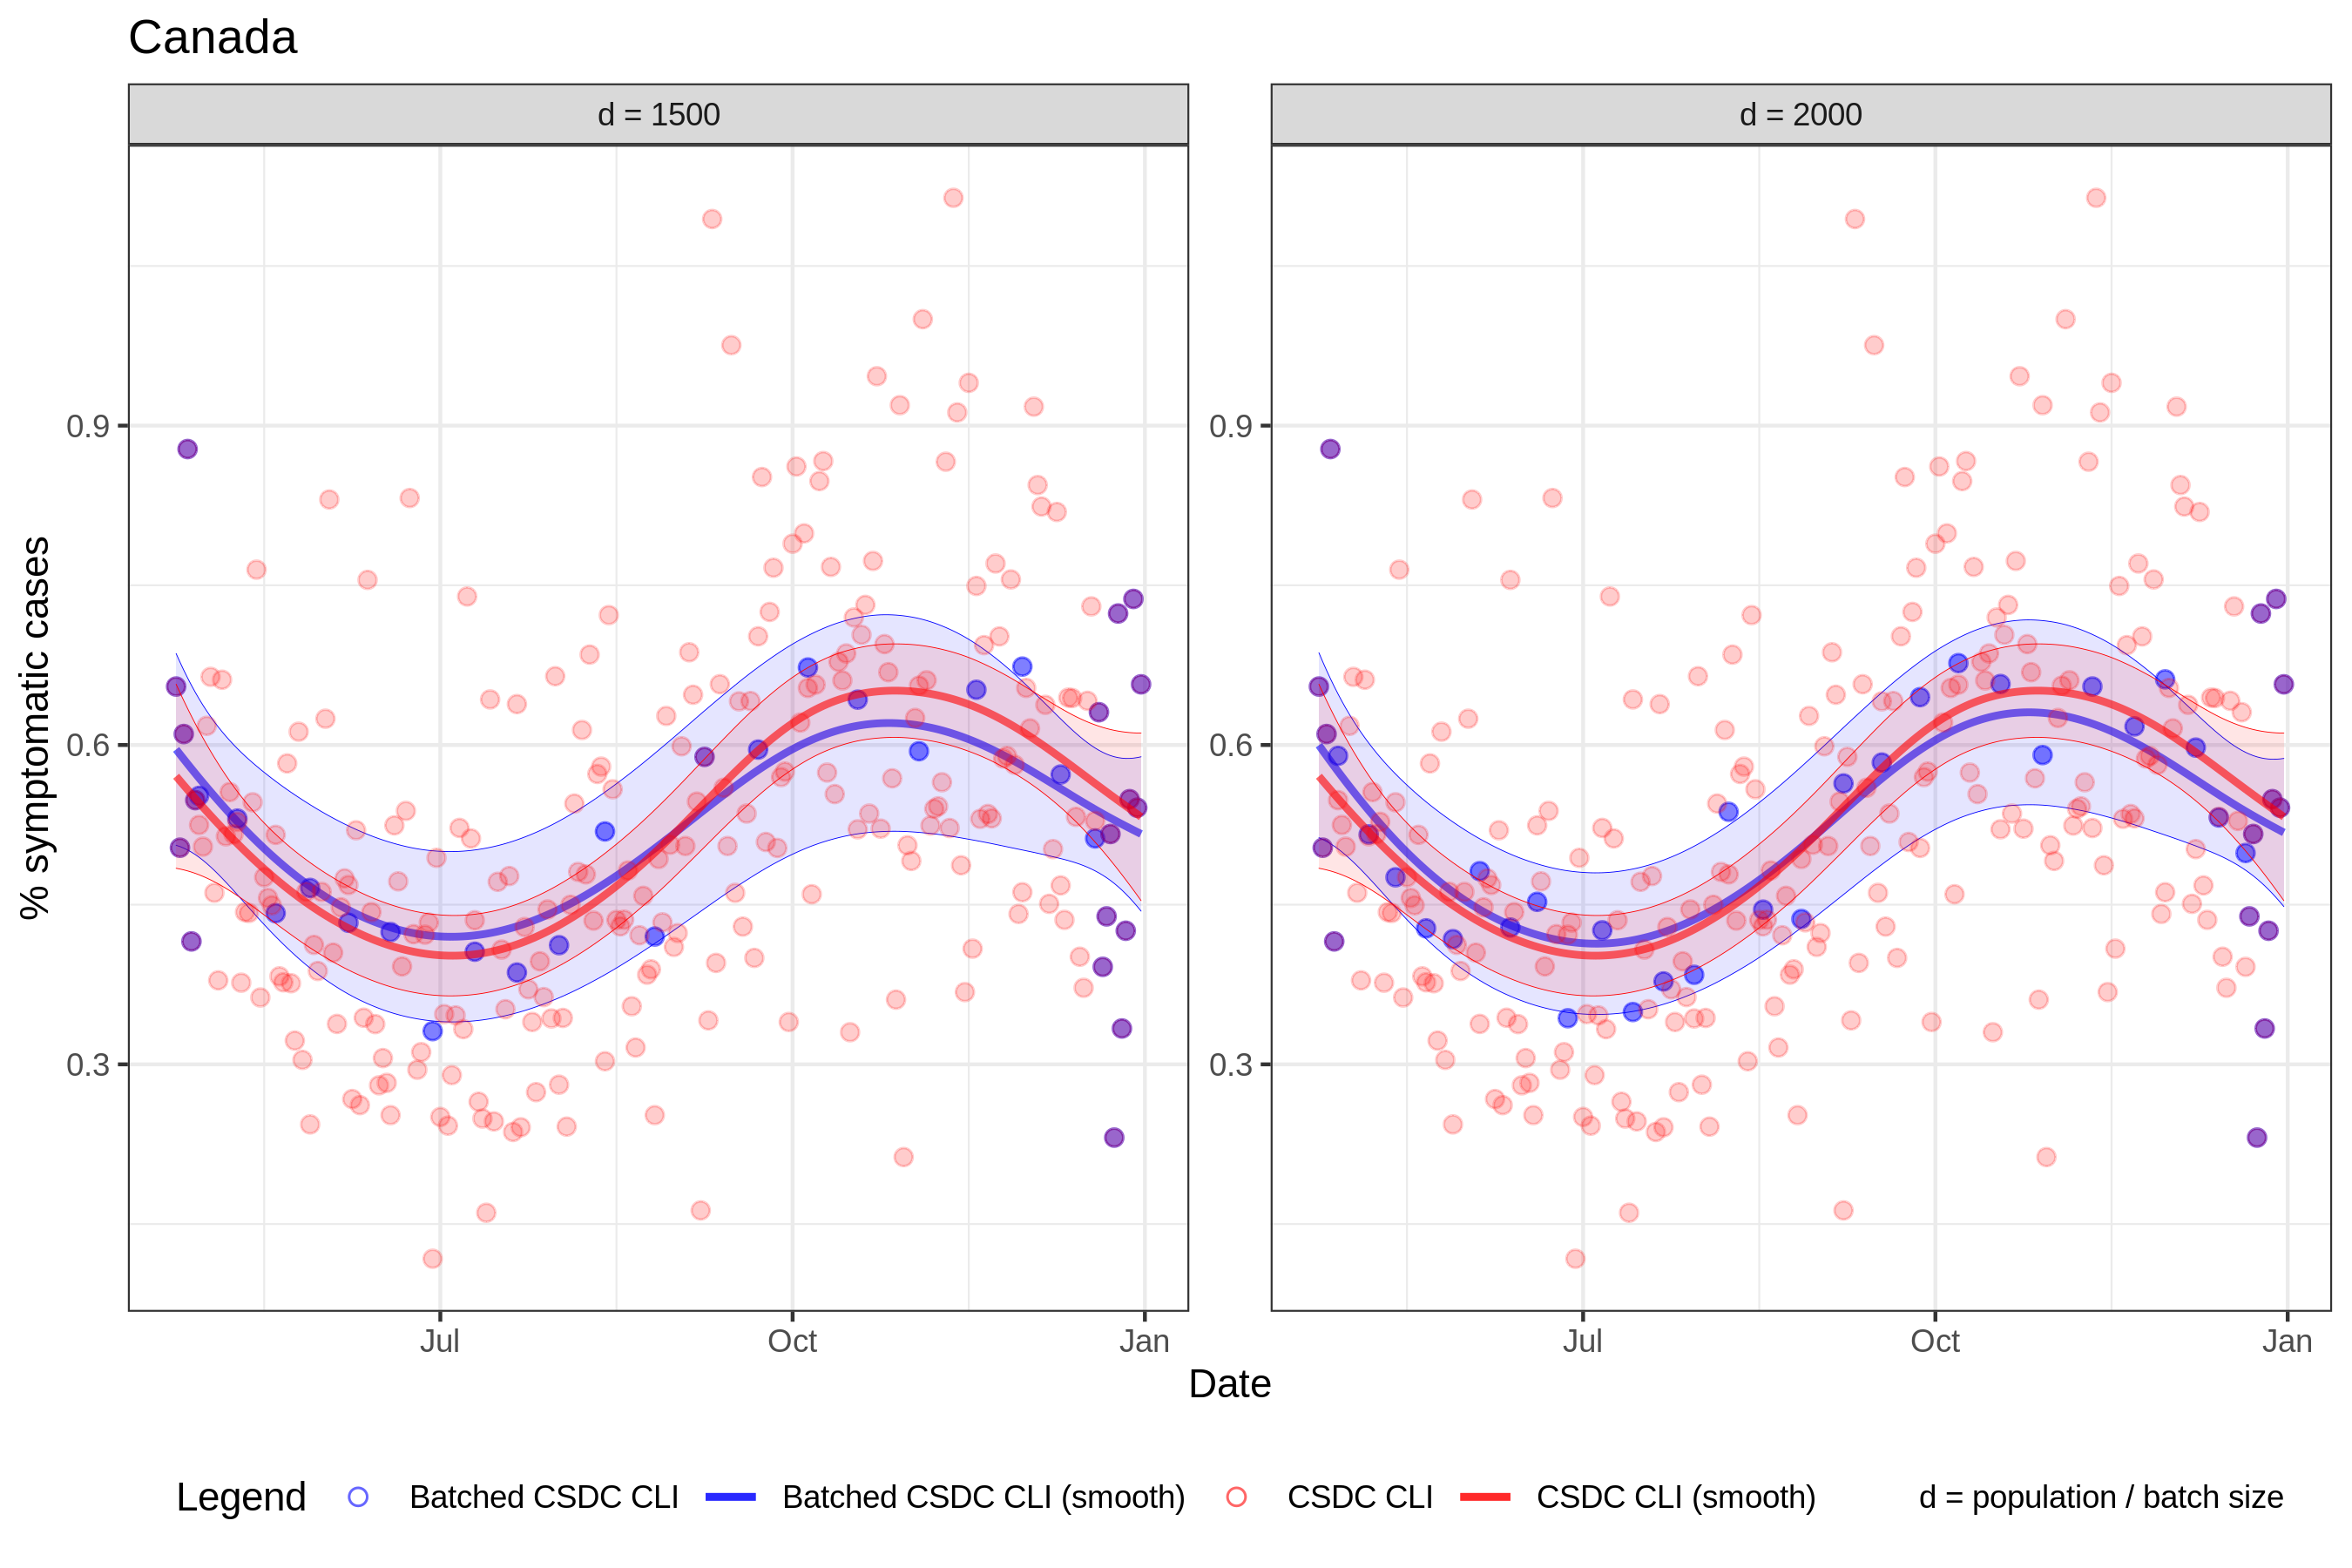 Canada
d = 1500
d = 2000
% symptomatic cases
0.9
0.6
0.3
0.9
0.6
0.3
Jul
Oct
Jan
Jul
Oct
Jan
Date
Legend
Batched CSDC CLI
Batched CSDC CLI (smooth)
CSDC CLI
CSDC CLI (smooth)
d = population / batch size